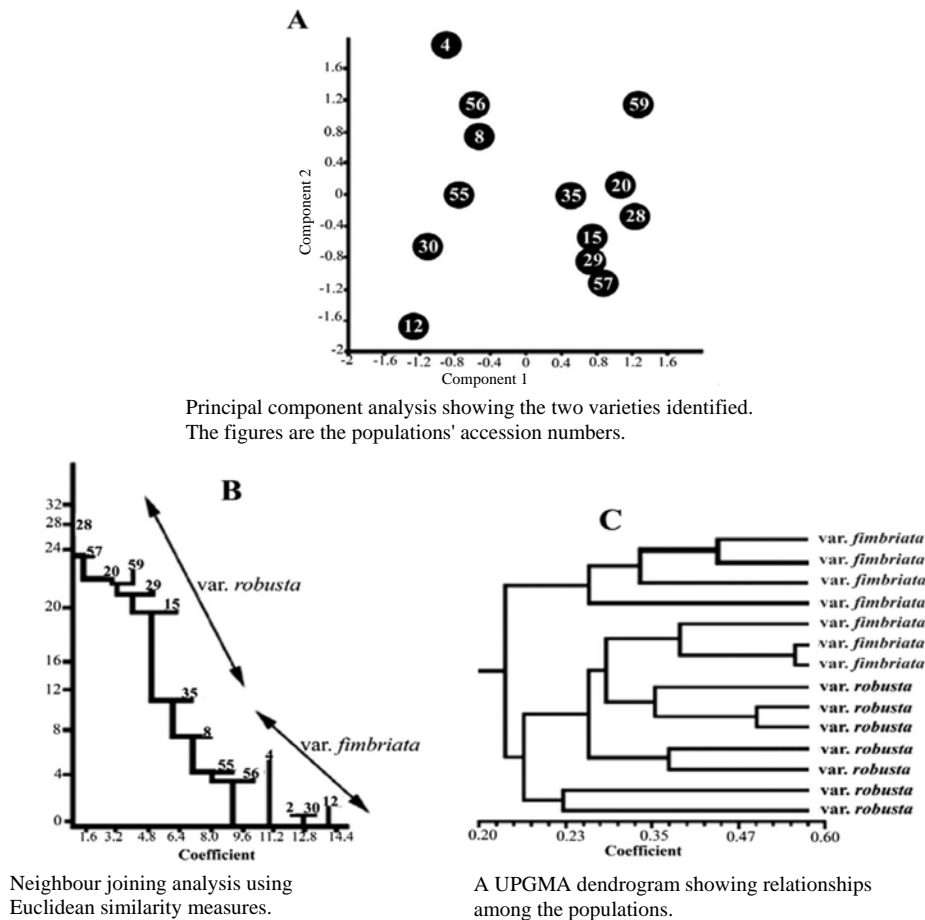 A
4
1.6
1.2
56
59
0.8
8
0.4
Component 2
0
55
35
20
-0.4
28
15
30
-0.8
29
57
-1.2
-1.6
12
-2
-2 -1.6 -1.2 -0.8 -0.4 0 0.4 0.8 1.2 1.6
Component 1
Principal component analysis showing the two varieties identified.
The figures are the populations' accession numbers.
B
32
28
28
24
57
20
59
29
20
15
var. robusta
16
12
35
8
8
var. fimbriata
55
56
4
4
2 30
12
0
1.6 3.2 4.8 6.4 8.0 9.6 11.2 12.8 14.4
Coefficient
Neighbour joining analysis using
Euclidean similarity measures.
C
var. fimbriata
var. fimbriata
var. fimbriata
var. fimbriata
var. fimbriata
var. fimbriata
var. fimbriata
var. robusta
var. robusta
var. robusta
var. robusta
var. robusta
var. robusta
var. robusta
0.20 0.23 0.35 0.47 0.60
Coefficient
A UPGMA dendrogram showing relationships
among the populations.